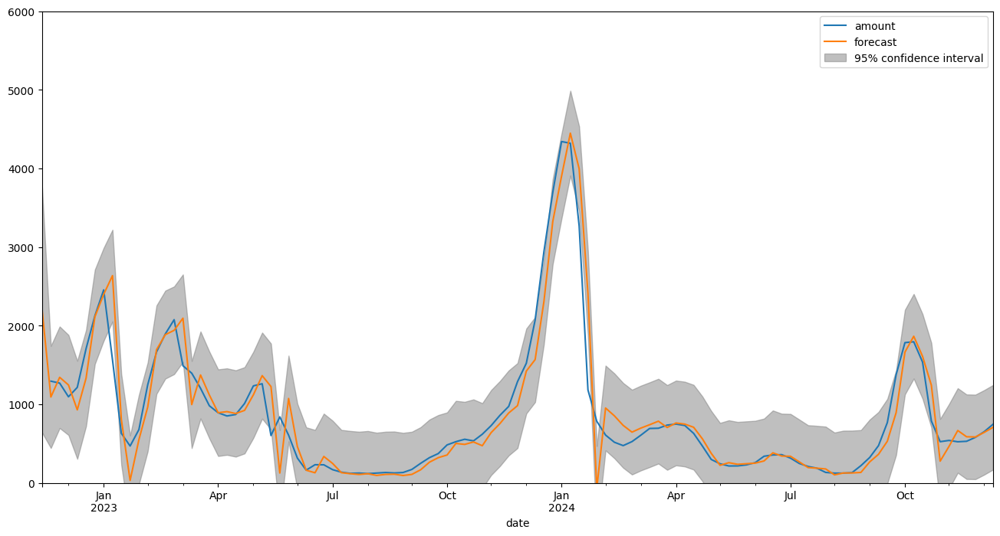 6000
amount
forecast
95% confidence interval
5000
4000
3000
2000
1000
0
Jan Apr Jul Oct Jan Apr Jul Oct
2023 2024
date